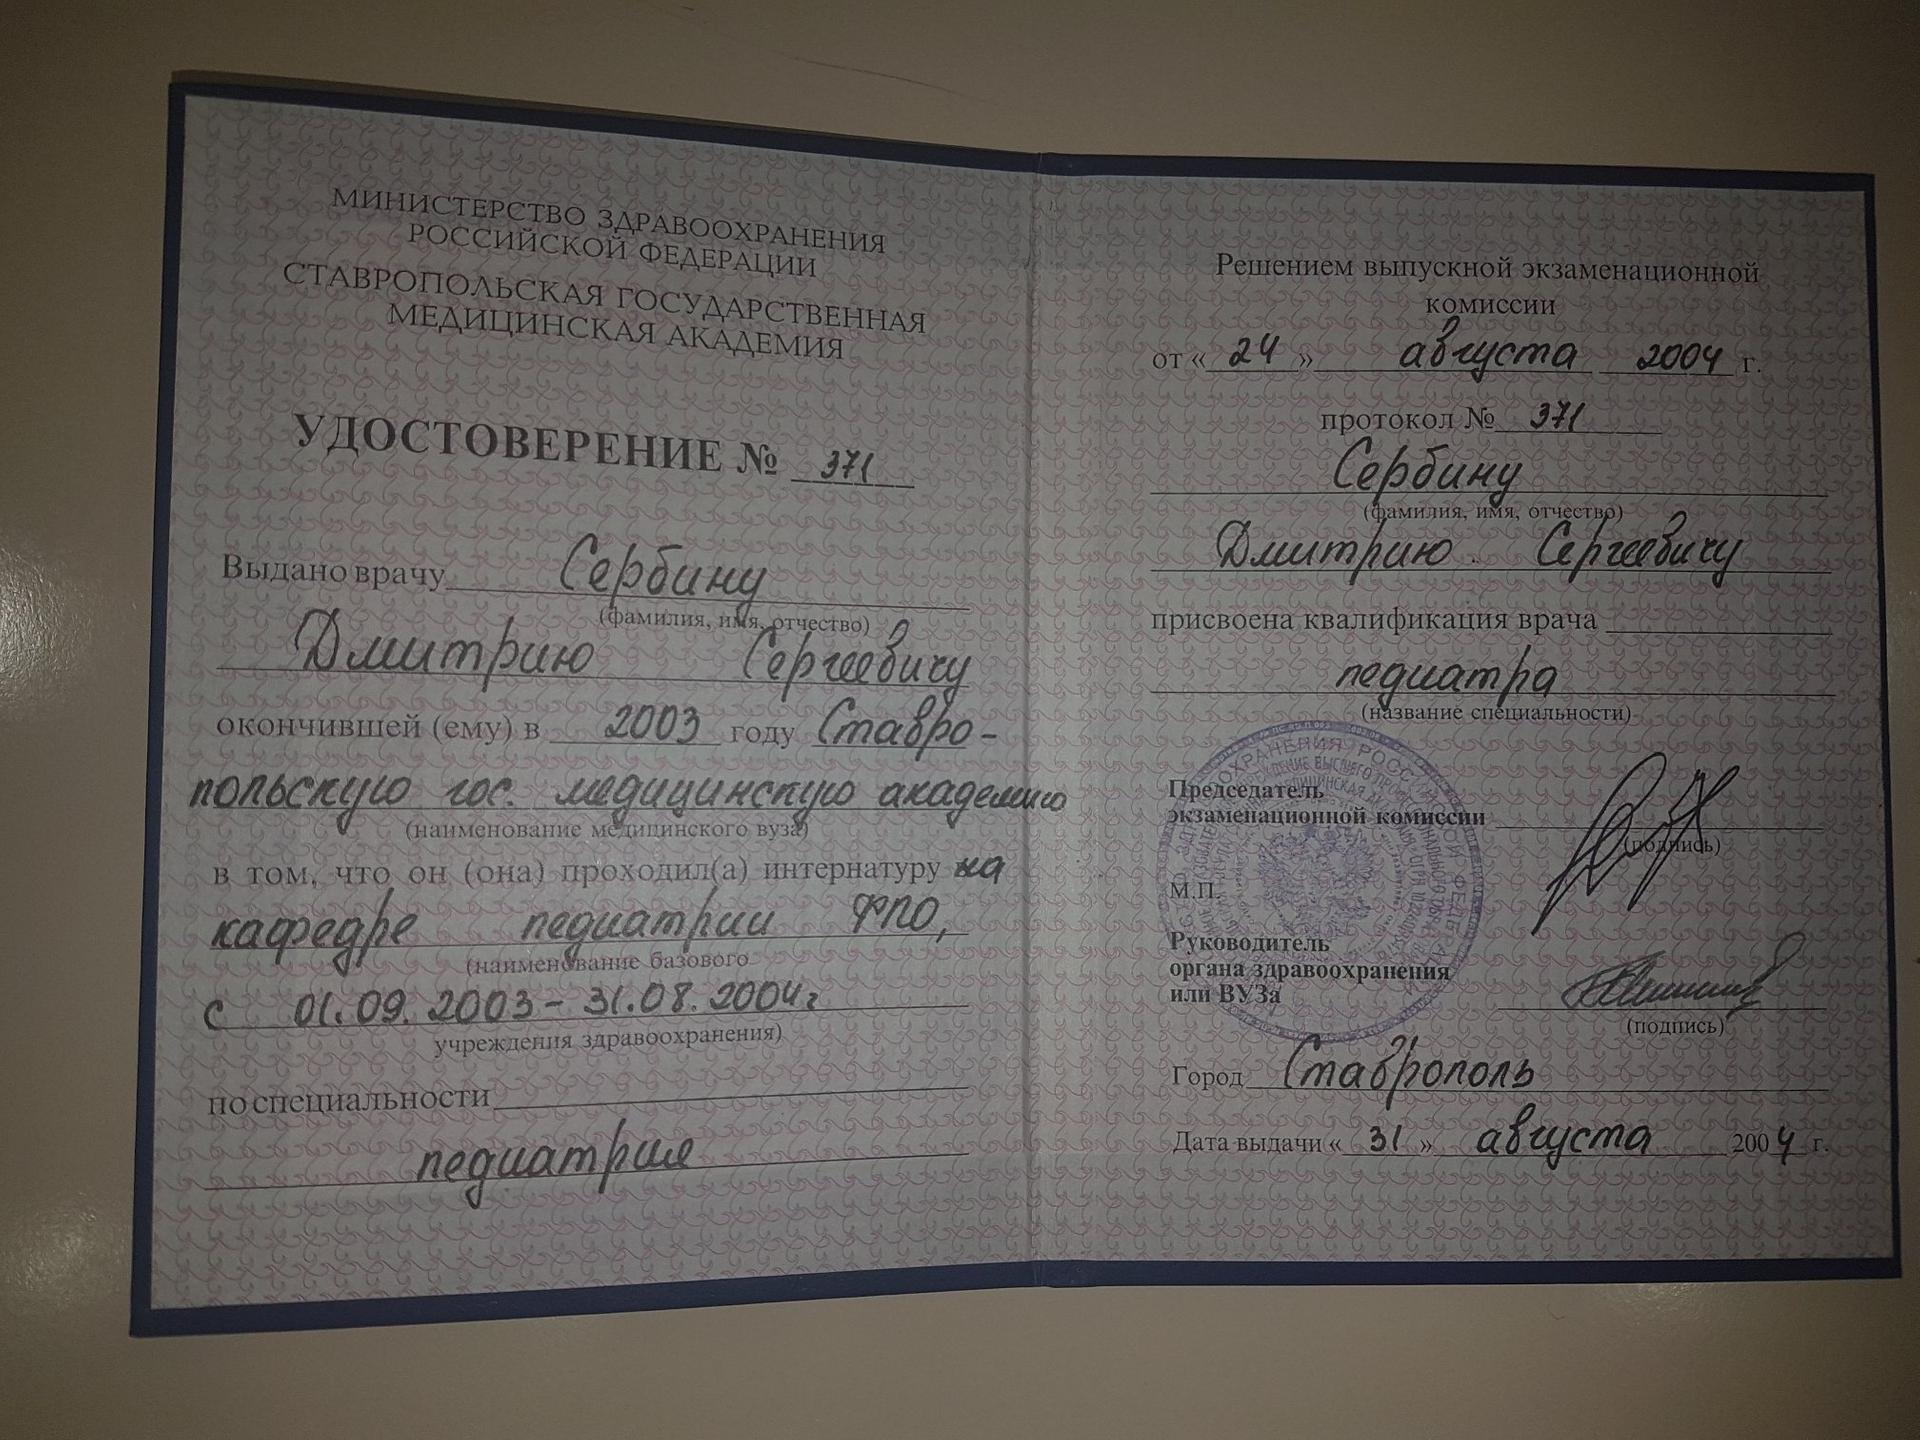 МИНИСТЕРСТВО ЗДРАВООХРАНЕНИЯ
РОССИЙСКОЙ ФЕДЕРАЦИИ
СТАВРОПОЛЬСКАЯ ГОСУДАРСТВЕННАЯ
МЕДИЦИНСКАЯ АКАДЕМИЯ
УДОСТОВЕРЕНИЕ № 371
Выдано врачу Сербину
(фамилия, имя, отчество)
Дмитрию Сергеевичу
окончившей (ему) в 2003 году Ставро-
польскую гос. медицинскую академию
(наименование медицинского вуза)
в том, что он (она) проходил(а) интернатуру на
кафедре педиатрии ФПО,
(наименование базового
с 01.09.2003 - 31.08.2004г
учреждения здравоохранения)
по специальности
педиатрия
Решением выпускной экзаменационной
комиссии
от « 24 » августа 2004 г.
протокол № 371
Сербину
(фамилия, имя, отчество)
Дмитрию Сергеевичу
присвоена квалификация врача
педиатра
(название специальности)
Председатель
экзаменационной комиссии
(подпись)
М.П.
Руководитель
органа здравоохранения
или ВУЗа
(подпись)
Город Ставрополь
Дата выдачи « 31 » августа 2004 г.